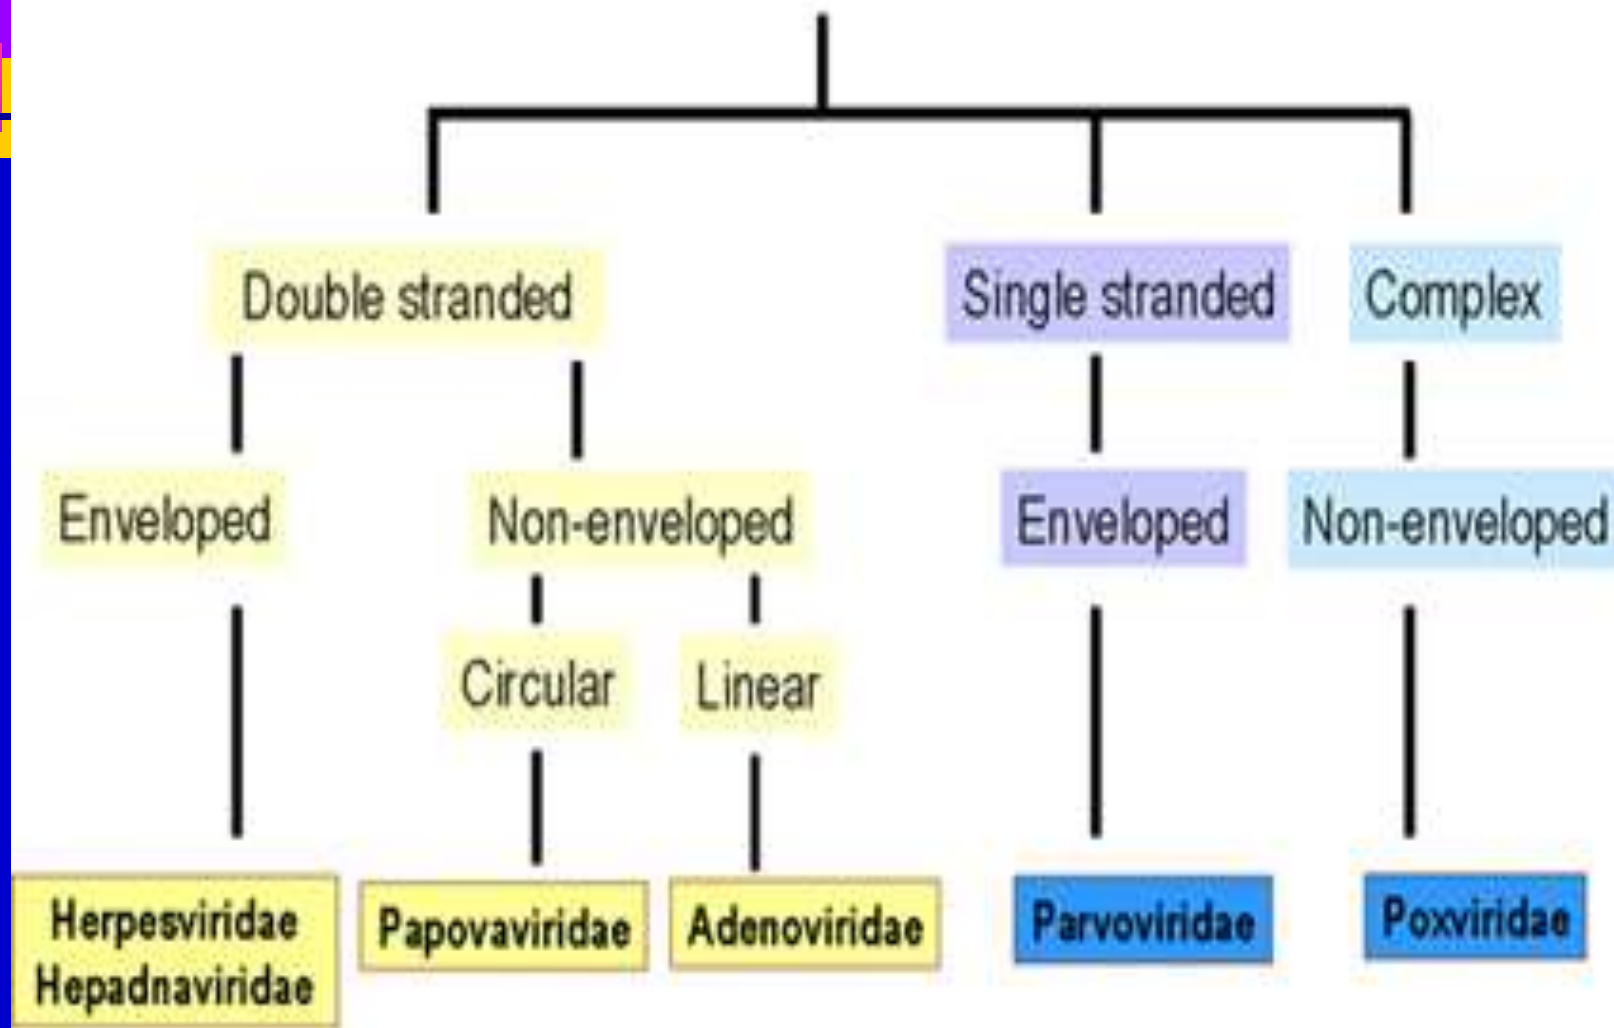 Double stranded
Single stranded
Complex
Enveloped
Non-enveloped
Enveloped
Non-enveloped
Circular
Linear
Herpesviridae
Hepadnaviridae
Papovaviridae
Adenoviridae
Parvoviridae
Poxviridae